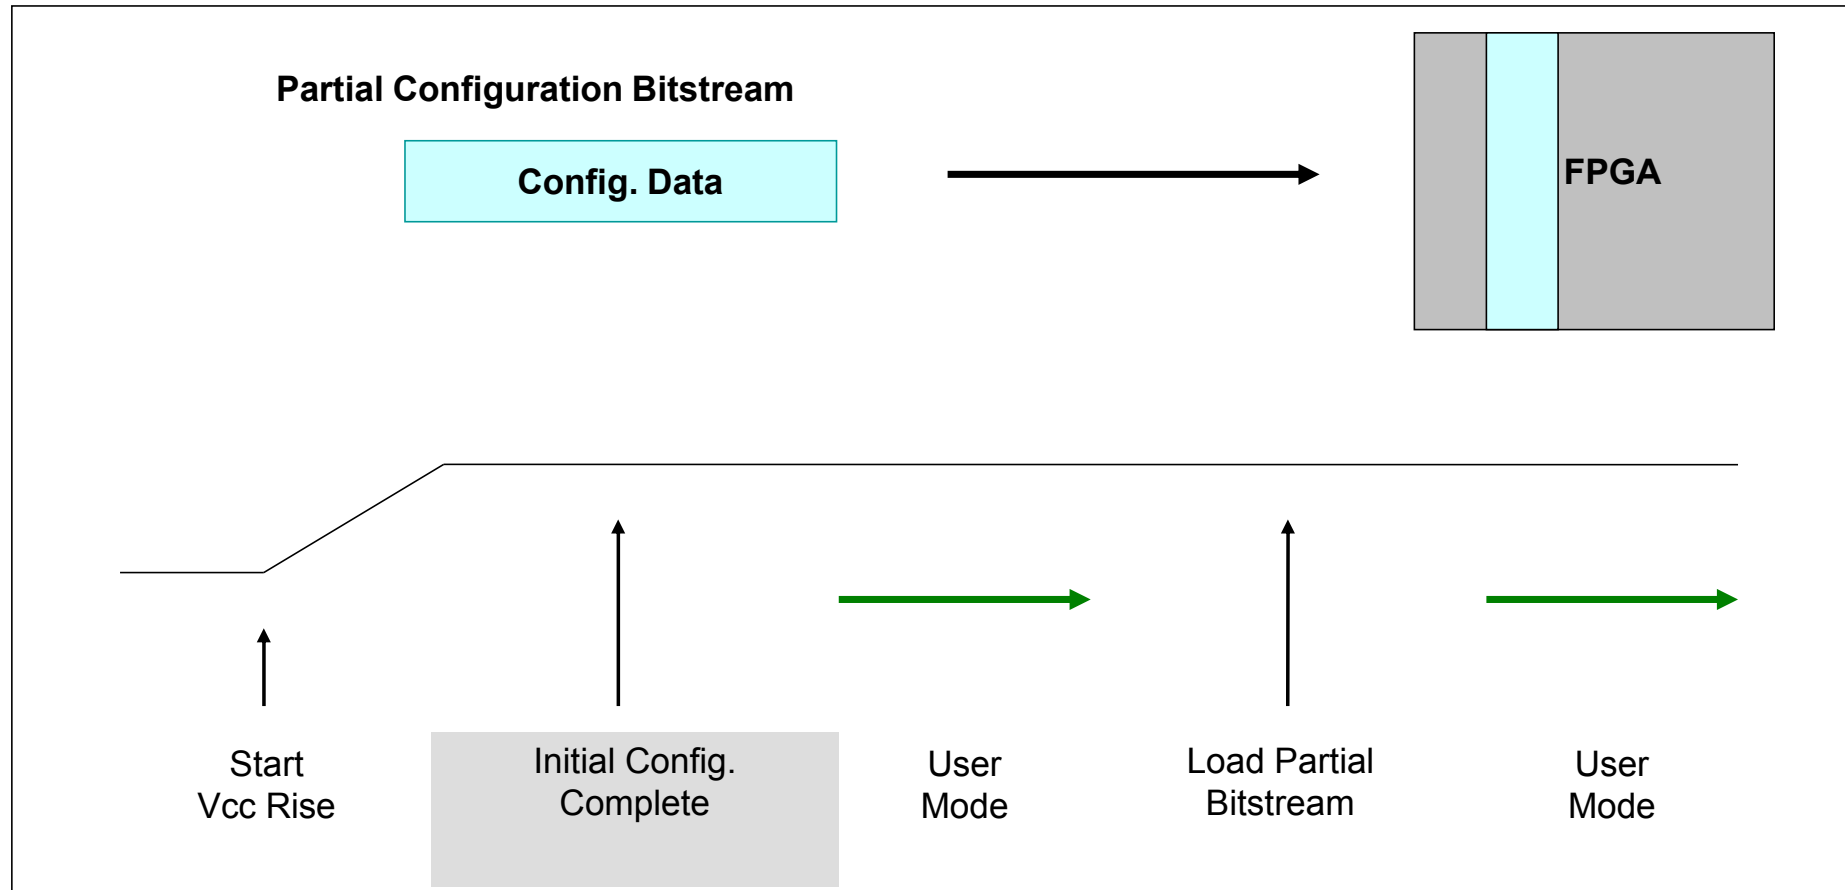 Partial Configuration Bitstream
Config. Data
FPGA
Start
Vcc Rise
Initial Config.
Complete
User
Mode
Load Partial
Bitstream
User
Mode